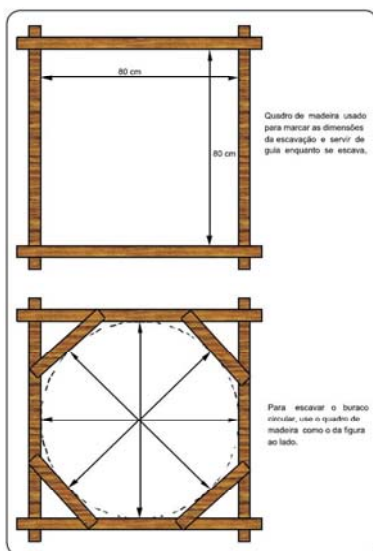 80 cm
80 cm
Quadro de madeira usado
para marcar as dimensões
da escavação e servir de
guia enquanto se escava,
Para escavar o buraco
circular, use o quadro de
madeira como o da figura
ao lado.